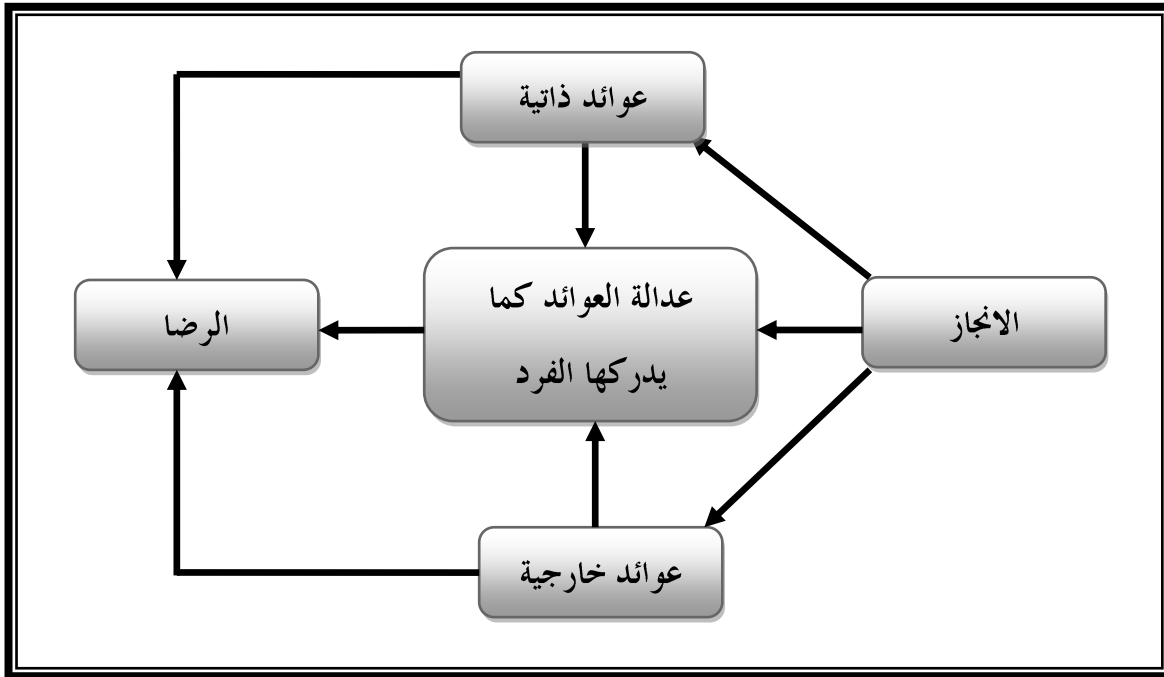 عوائد ذاتية
الانجاز
عدالة العوائد كما
يدركها الفرد
الرضا
عوائد خارجية